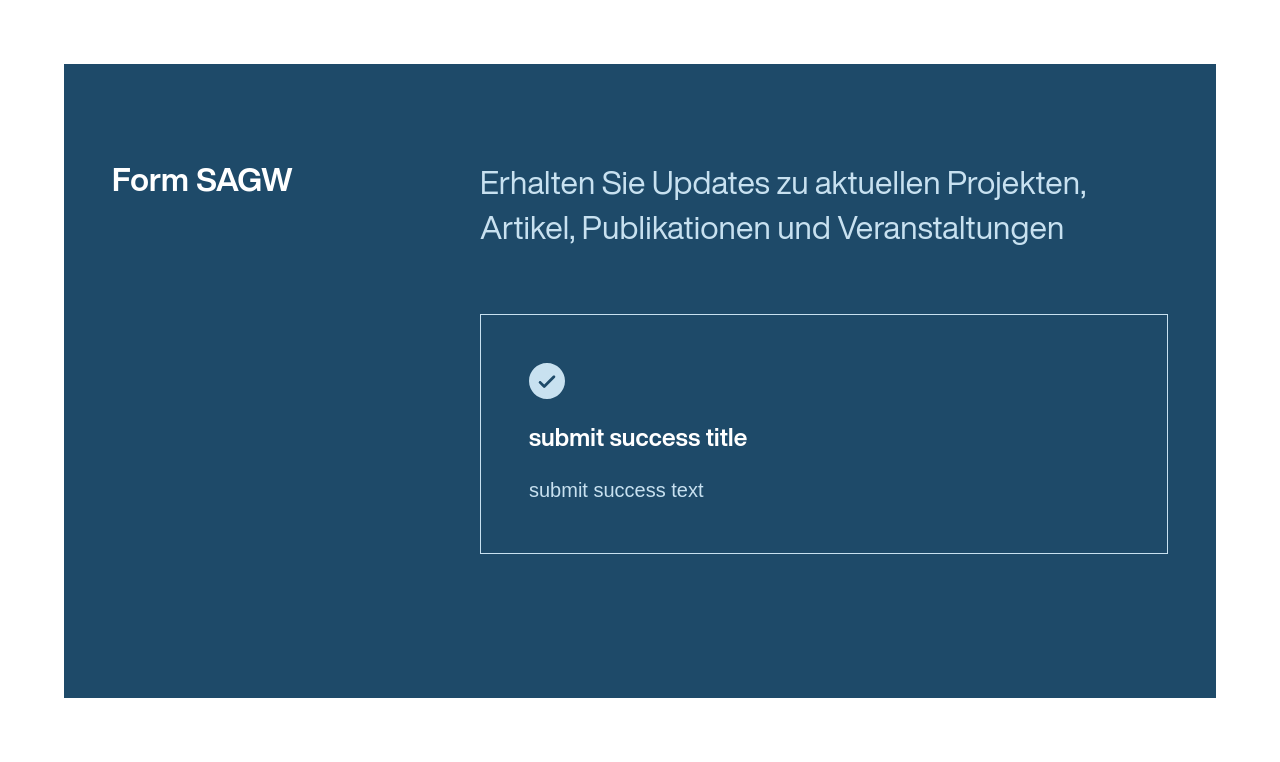 Form SAGW
Erhalten Sie Updates zu aktuellen Projekten,
Artikel, Publikationen und Veranstaltungen
submit success title
submit success text